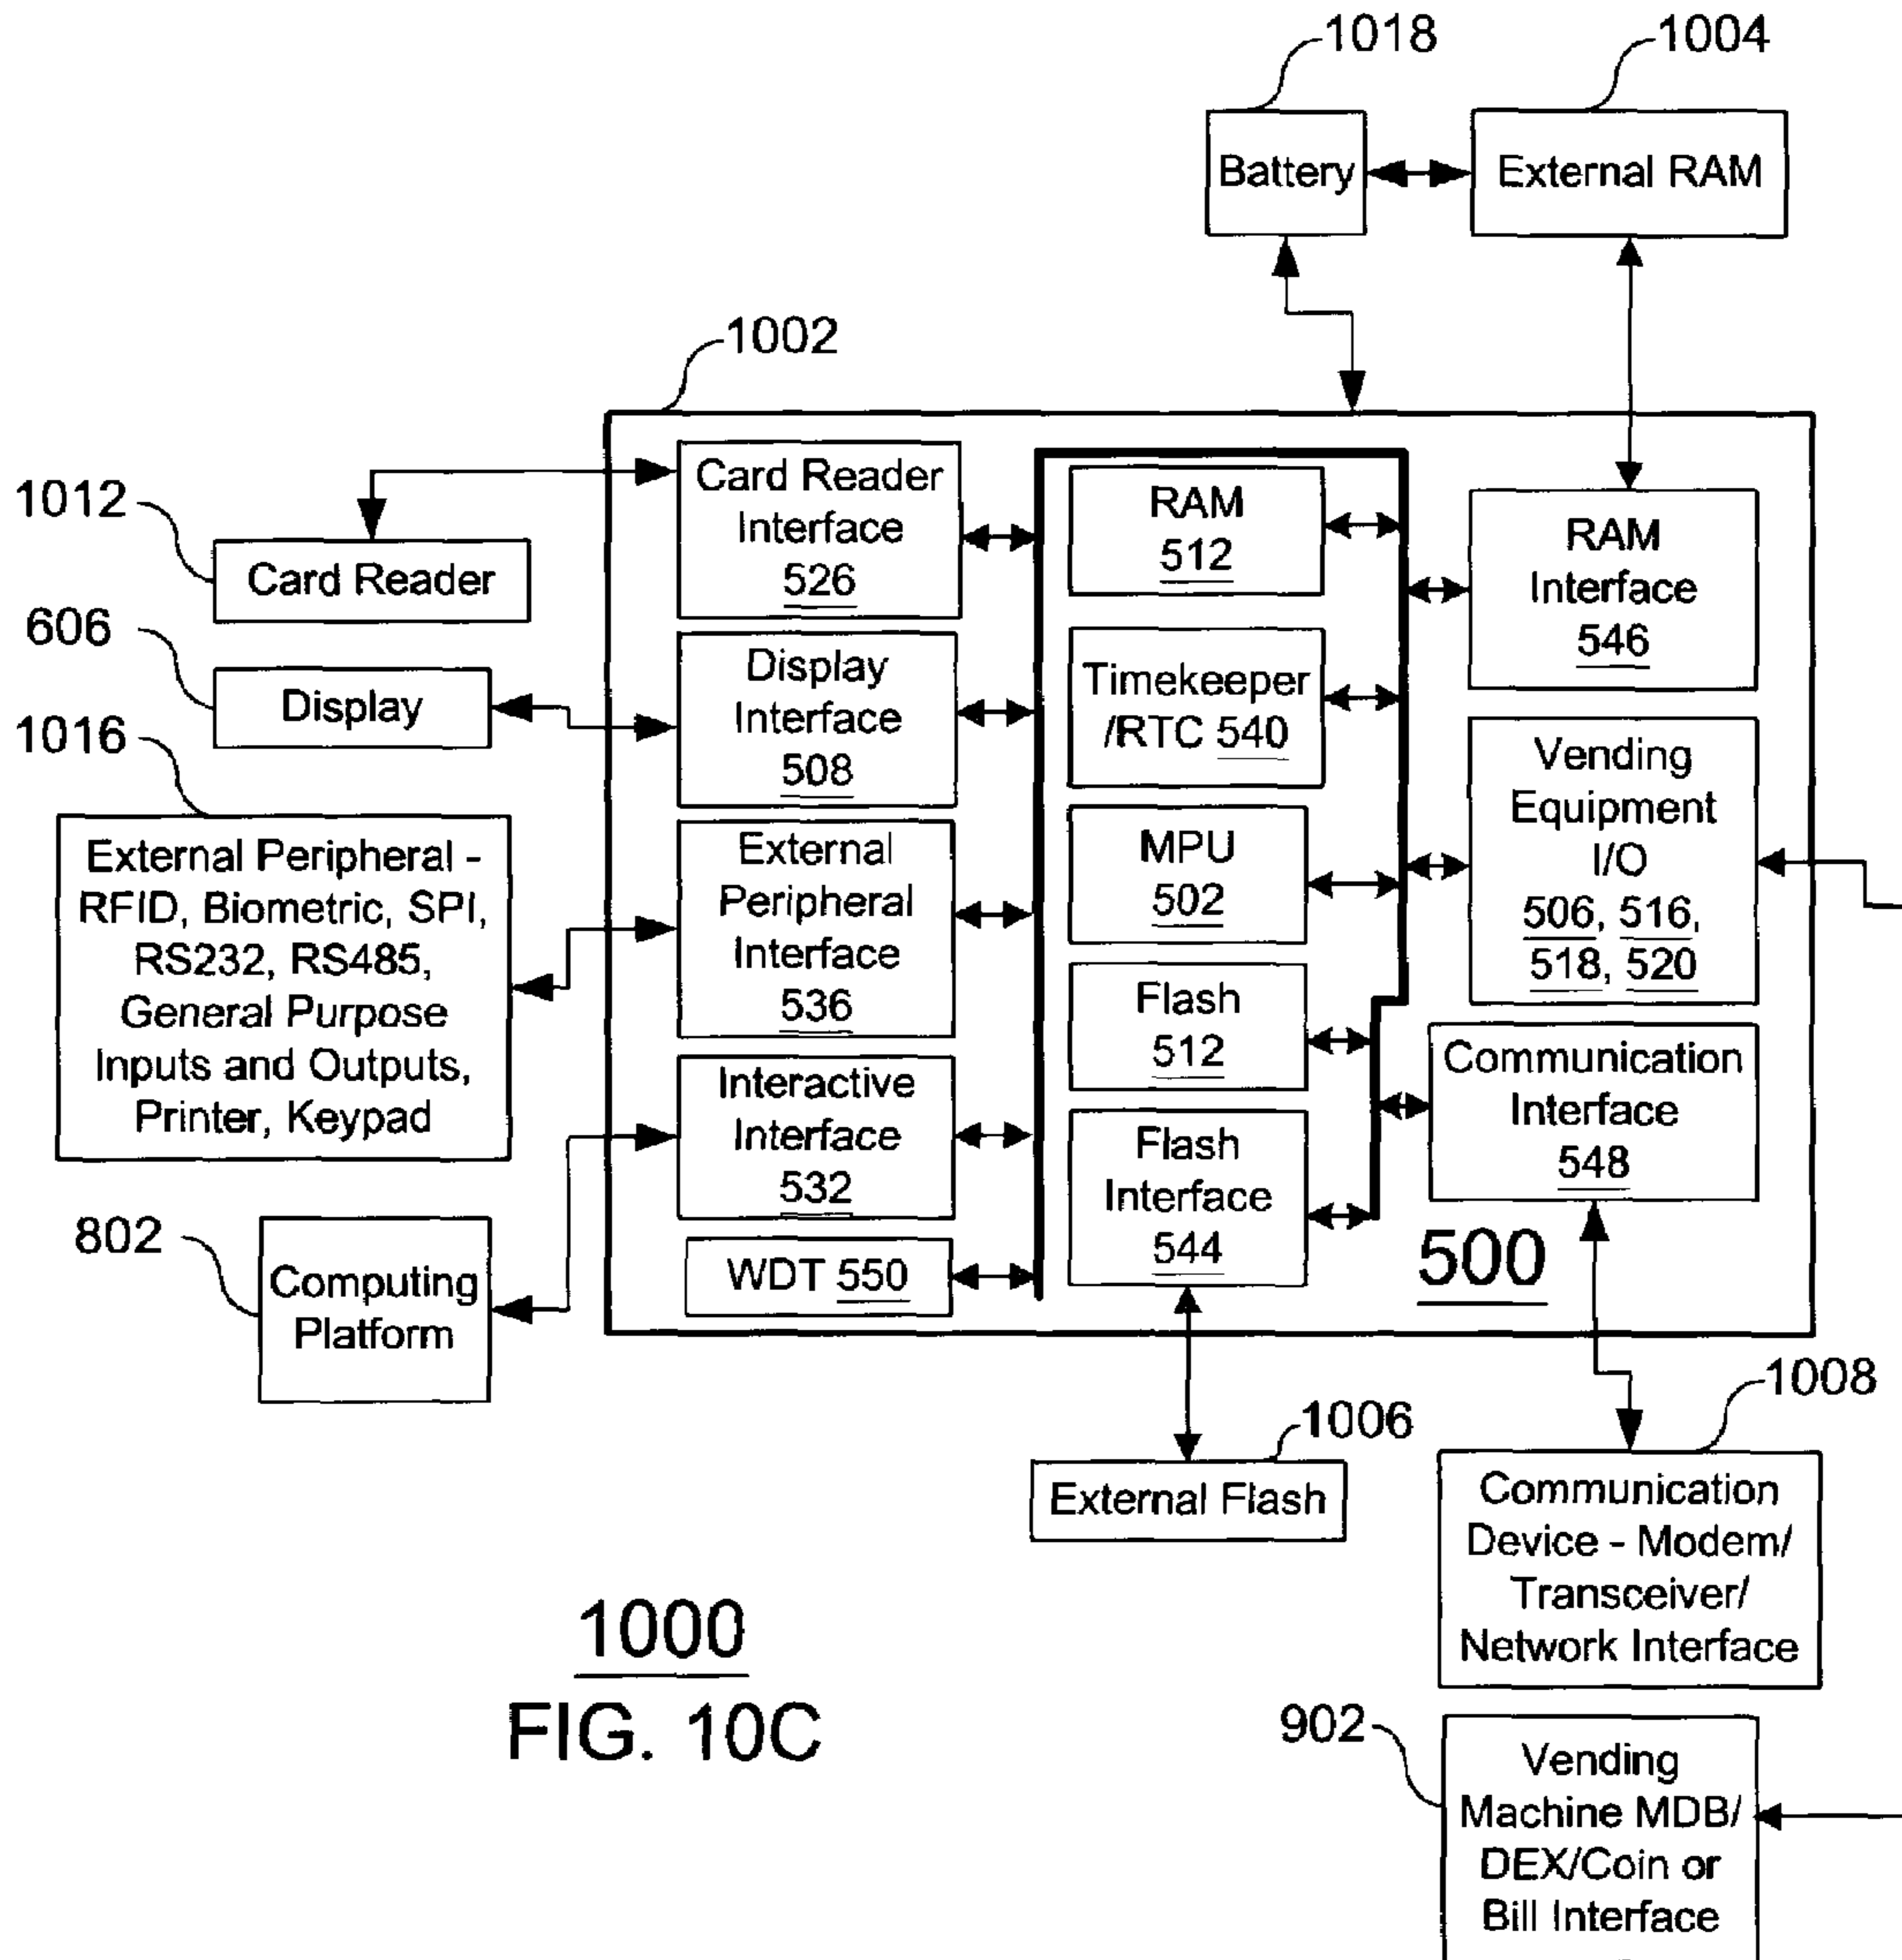 1018
1004
Battery
External RAM
1002
1012
Card Reader
606
Display
1016
External Peripheral -
RFID, Biometric, SPI,
RS232, RS485,
General Purpose
Inputs and Outputs,
Printer, Keypad
802
Computing
Platform
Card Reader
Interface
526
Display
Interface
508
External
Peripheral
Interface
536
Interactive
Interface
532
WDT 550
RAM
512
Timekeeper
/RTC 540
MPU
502
Flash
512
Flash
Interface
544
RAM
Interface
546
Vending
Equipment
I/O
506, 516,
518, 520
Communication
Interface
548
500
1006
External Flash
1008
Communication
Device - Modem/
Transceiver/
Network Interface
902
Vending
Machine MDB/
DEX/Coin or
Bill Interface
1000
FIG. 10C